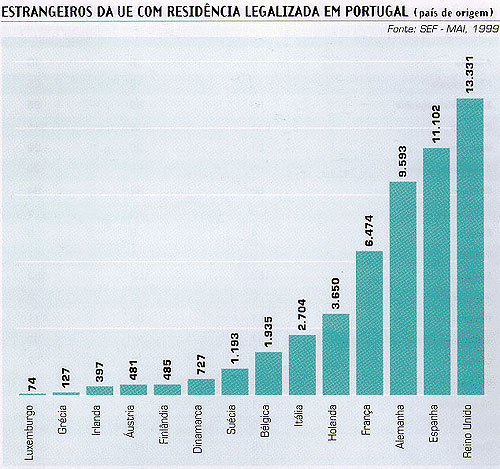 ESTRANGEIROS DA UE COM RESIDÊNCIA LEGALIZADA EM PORTUGAL (país de origem)
Fonte: SEF - MAI, 1999
74
127
397
481
485
727
1.193
1.935
2.704
3.650
6.474
9.593
11.102
13.331
Luxemburgo
Grécia
Irlanda
Áustria
Finlândia
Dinamarca
Suécia
Bélgica
Itália
Holanda
França
Alemanha
Espanha
Reino Unido